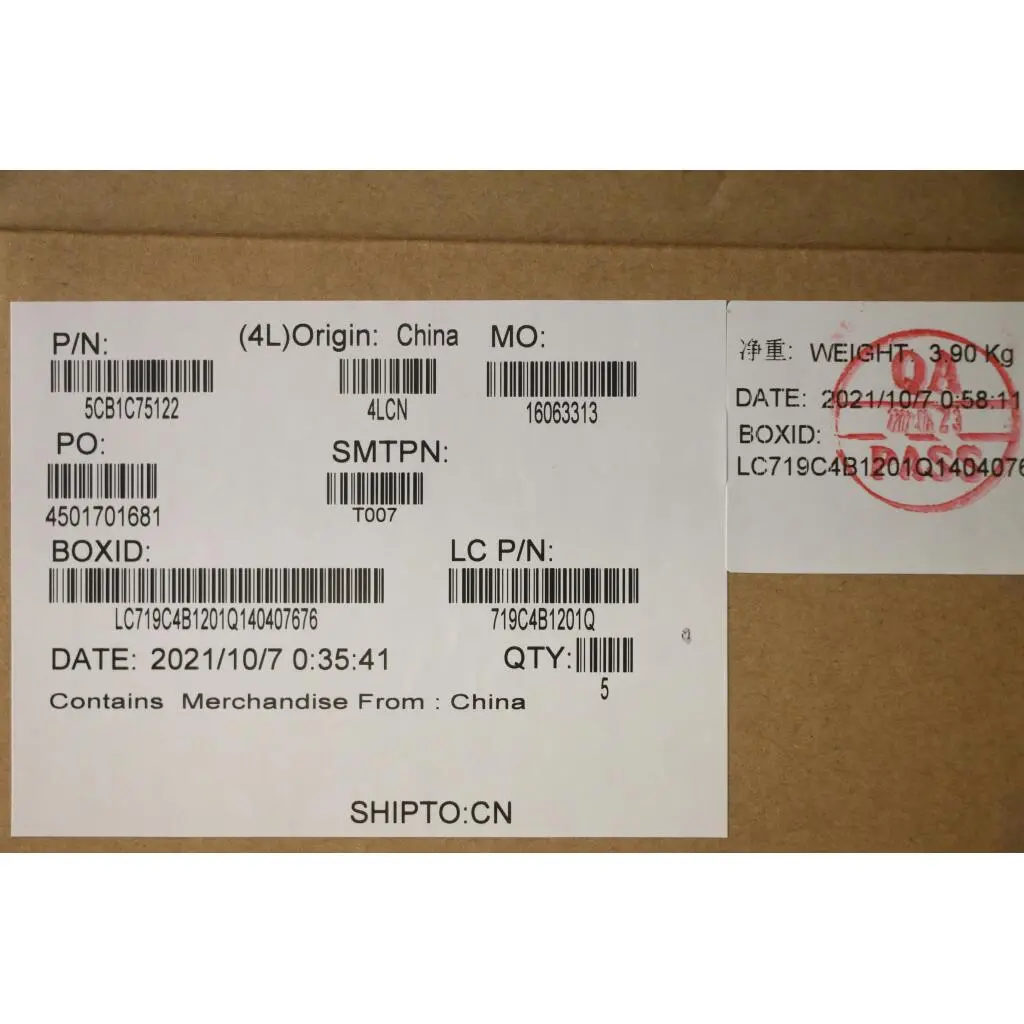 P/N:
(4L)Origin: China
MO:
5CB1C75122
4LCN
16063313
PO:
SMTPN:
4501701681
T007
BOXID:
LC P/N:
LC719C4B1201Q140407676
719C4B1201Q
DATE: 2021/10/7 0:35:41
QTY:
5
Contains Merchandise From : China
SHIPTO:CN
净重: WEIGHT: 3.90 Kg
DATE: 2021/10/7 0:58:11
BOXID:
LC719C4B1201Q1404076
QA
PASS